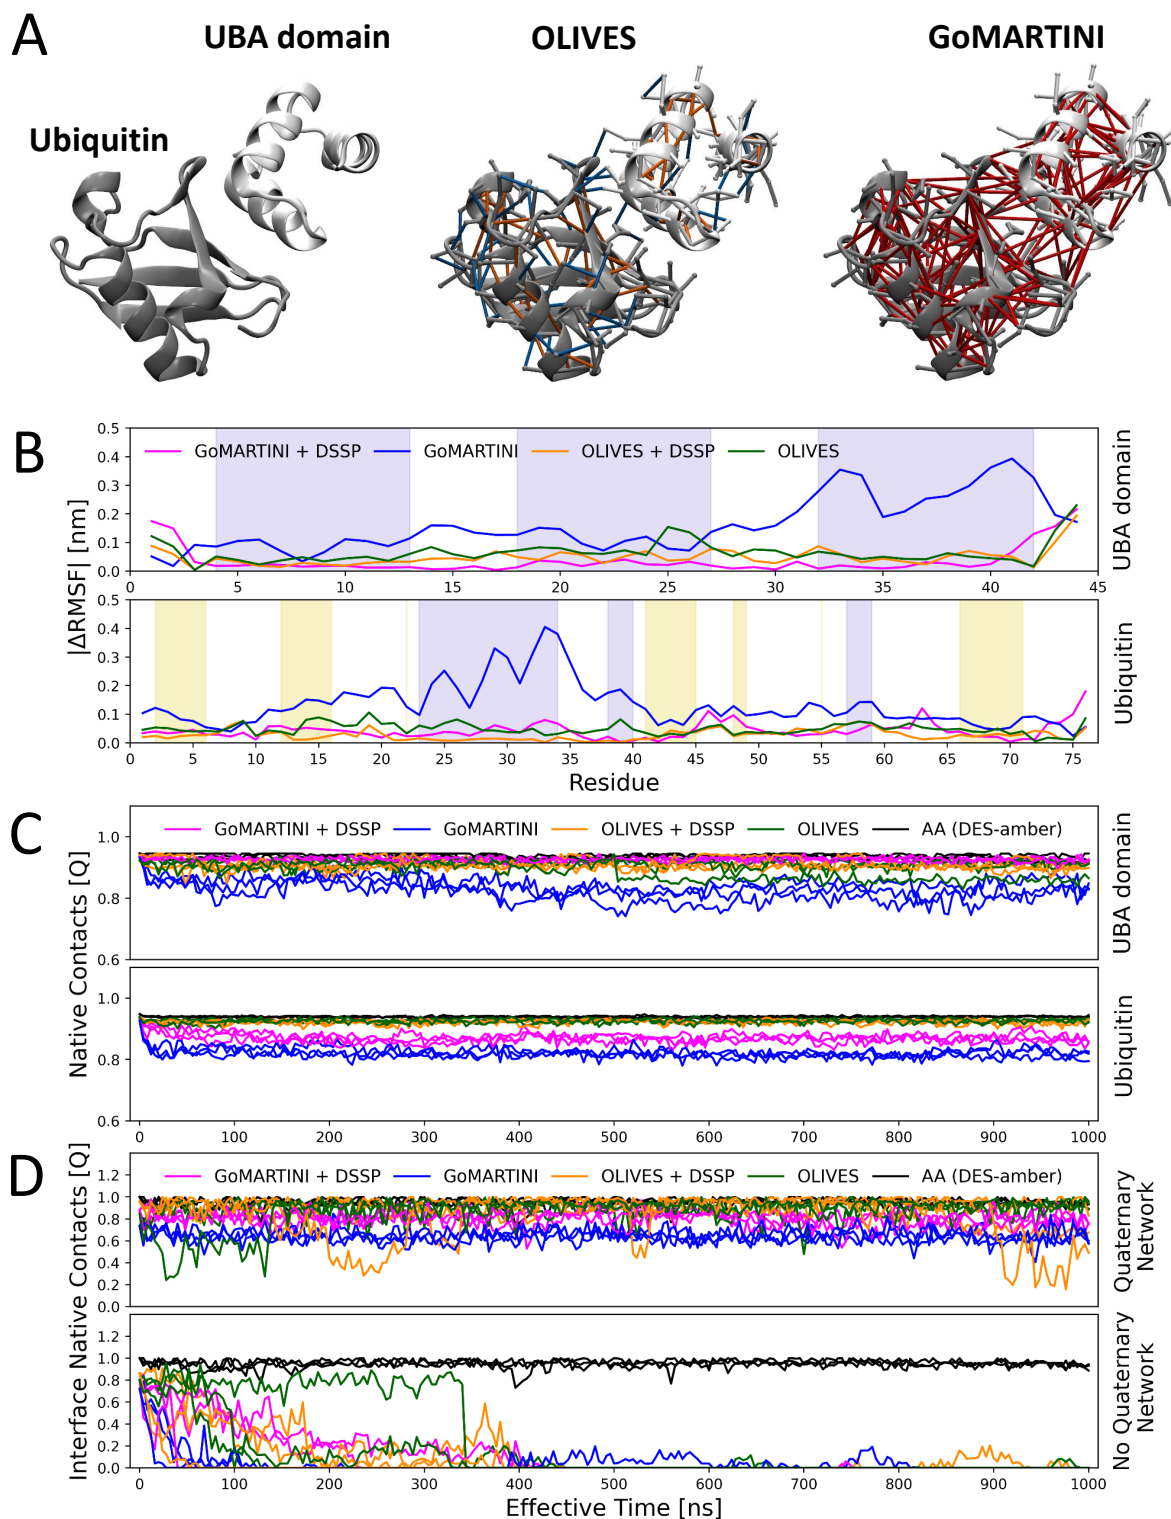 A
UBA domain
OLIVES
GoMARTINI
Ubiquitin
B
|ΔRMSF| [nm]
0.5
0.4
0.3
0.2
0.1
0.0
GoMARTINI + DSSP
GoMARTINI
OLIVES + DSSP
OLIVES
UBA domain
0 5 10 15 20 25 30 35 40 45
0.5
0.4
0.3
0.2
0.1
0.0
Ubiquitin
0 5 10 15 20 25 30 35 40 45 50 55 60 65 70 75
Residue
C
Native Contacts [Q]
1.0
0.8
0.6
GoMARTINI + DSSP
GoMARTINI
OLIVES + DSSP
OLIVES
AA (DES-amber)
UBA domain
1.0
0.8
0.6
Ubiquitin
0 100 200 300 400 500 600 700 800 900 1000
D
Interface Native Contacts [Q]
1.2
1.0
0.8
0.6
0.4
0.2
0.0
GoMARTINI + DSSP
GoMARTINI
OLIVES + DSSP
OLIVES
AA (DES-amber)
Quaternary
Network
1.2
1.0
0.8
0.6
0.4
0.2
0.0
No Quaternary
Network
0 100 200 300 400 500 600 700 800 900 1000
Effective Time [ns]